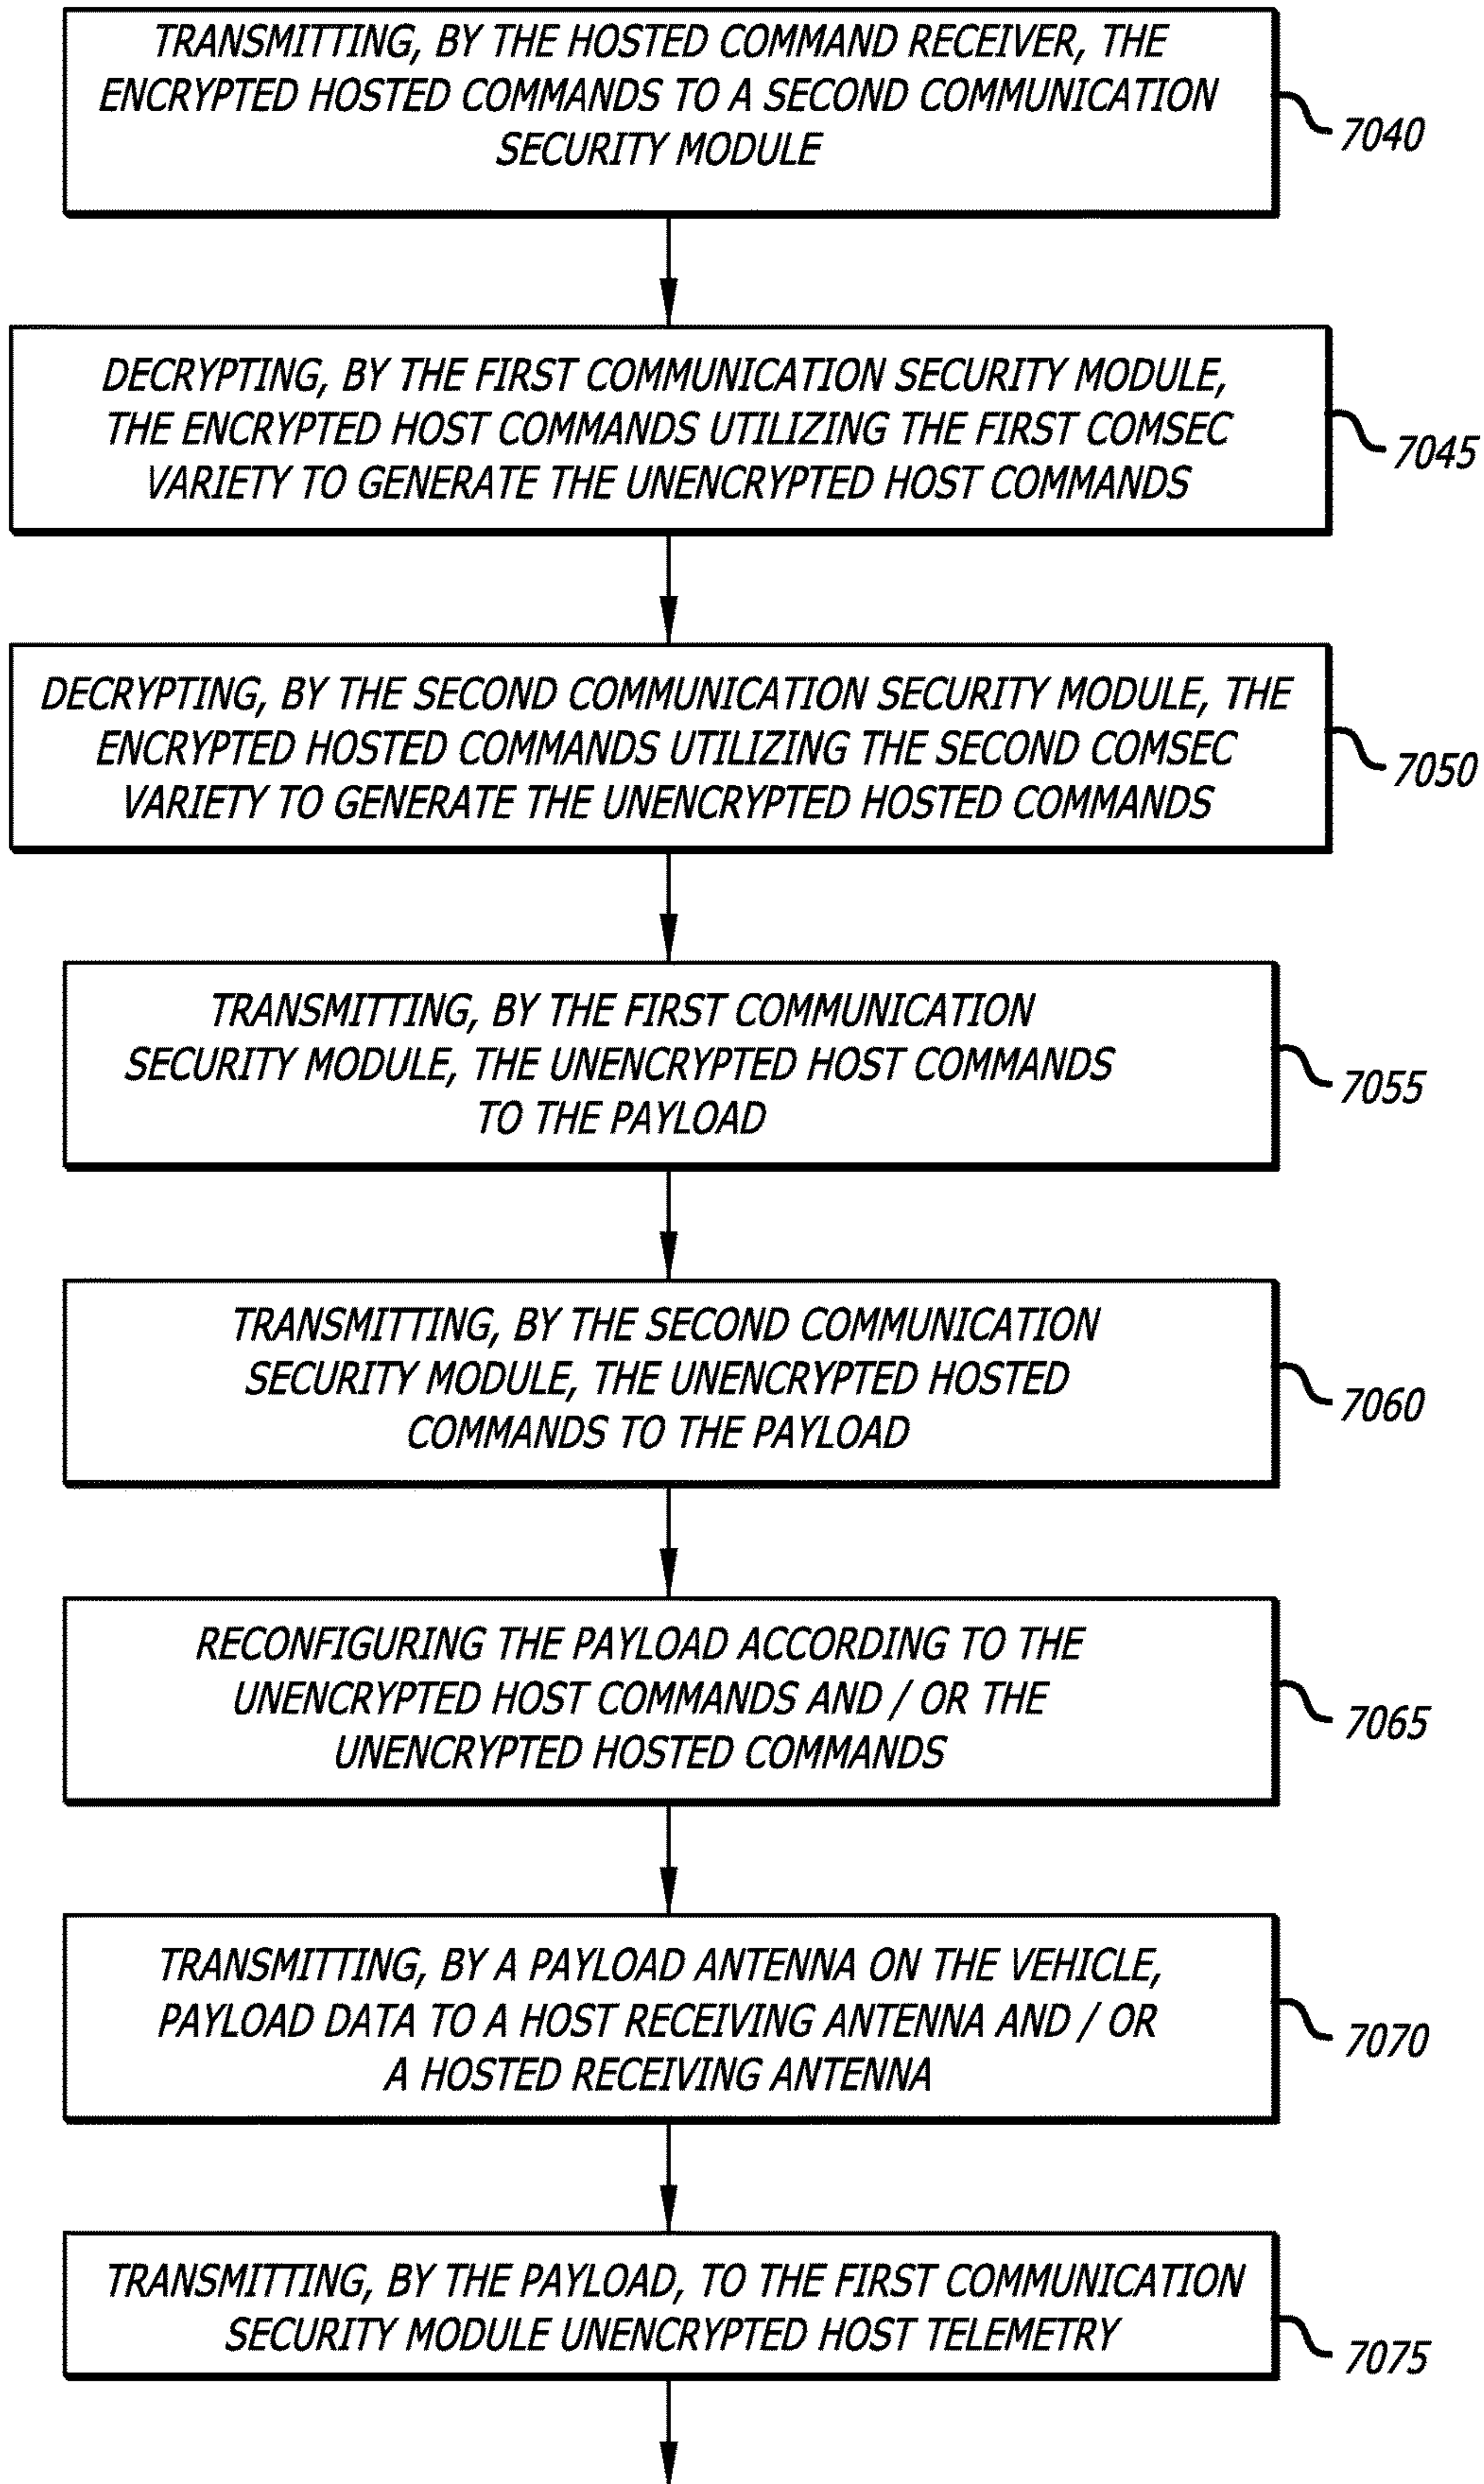 TRANSMITTING, BY THE HOSTED COMMAND RECEIVER, THE
ENCRYPTED HOSTED COMMANDS TO A SECOND COMMUNICATION
SECURITY MODULE
7040
DECRYPTING, BY THE FIRST COMMUNICATION SECURITY MODULE,
THE ENCRYPTED HOST COMMANDS UTILIZING THE FIRST COMSEC
VARIETY TO GENERATE THE UNENCRYPTED HOST COMMANDS
7045
DECRYPTING, BY THE SECOND COMMUNICATION SECURITY MODULE, THE
ENCRYPTED HOSTED COMMANDS UTILIZING THE SECOND COMSEC
VARIETY TO GENERATE THE UNENCRYPTED HOSTED COMMANDS
7050
TRANSMITTING, BY THE FIRST COMMUNICATION
SECURITY MODULE, THE UNENCRYPTED HOST COMMANDS
TO THE PAYLOAD
7055
TRANSMITTING, BY THE SECOND COMMUNICATION
SECURITY MODULE, THE UNENCRYPTED HOSTED
COMMANDS TO THE PAYLOAD
7060
RECONFIGURING THE PAYLOAD ACCORDING TO THE
UNENCRYPTED HOST COMMANDS AND / OR THE
UNENCRYPTED HOSTED COMMANDS
7065
TRANSMITTING, BY A PAYLOAD ANTENNA ON THE VEHICLE,
PAYLOAD DATA TO A HOST RECEIVING ANTENNA AND / OR
A HOSTED RECEIVING ANTENNA
7070
TRANSMITTING, BY THE PAYLOAD, TO THE FIRST COMMUNICATION
SECURITY MODULE UNENCRYPTED HOST TELEMETRY
7075